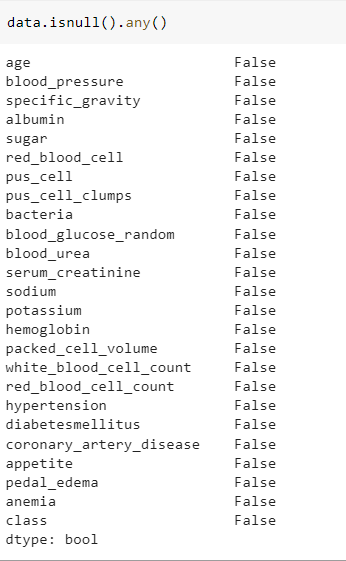 data.isnull().any()
age False
blood_pressure False
specific_gravity False
albumin False
sugar False
red_blood_cell False
pus_cell False
pus_cell_clumps False
bacteria False
blood_glucose_random False
blood_urea False
serum_creatinine False
sodium False
potassium False
hemoglobin False
packed_cell_volume False
white_blood_cell_count False
red_blood_cell_count False
hypertension False
diabetesmellitus False
coronary_artery_disease False
appetite False
pedal_edema False
anemia False
class False
dtype: bool